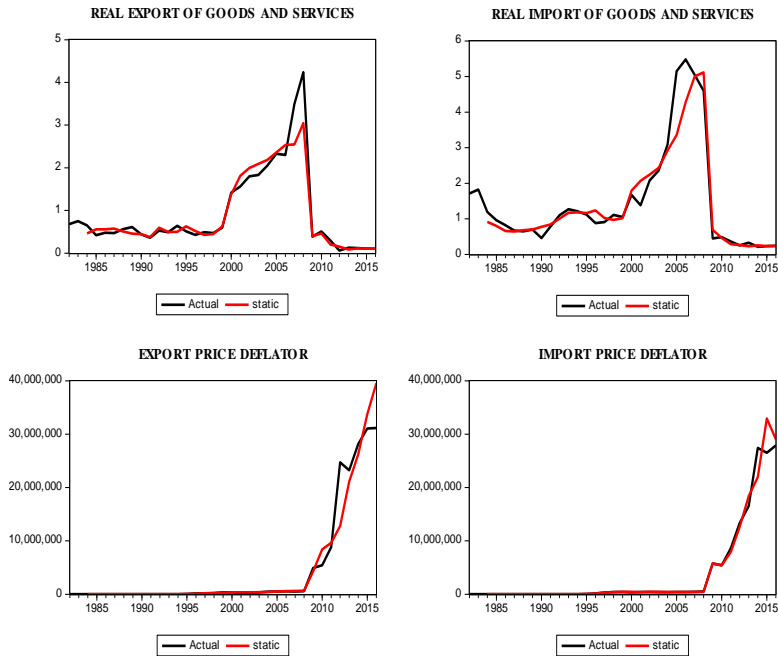 REAL EXPORT OF GOODS AND SERVICES
5
4
3
2
1
0
1985 1990 1995 2000 2005 2010 2015
Actual static
REAL IMPORT OF GOODS AND SERVICES
6
5
4
3
2
1
0
1985 1990 1995 2000 2005 2010 2015
Actual static
EXPORT PRICE DEFLATOR
40,000,000
30,000,000
20,000,000
10,000,000
0
1985 1990 1995 2000 2005 2010 2015
Actual static
IMPORT PRICE DEFLATOR
40,000,000
30,000,000
20,000,000
10,000,000
0
1985 1990 1995 2000 2005 2010 2015
Actual static